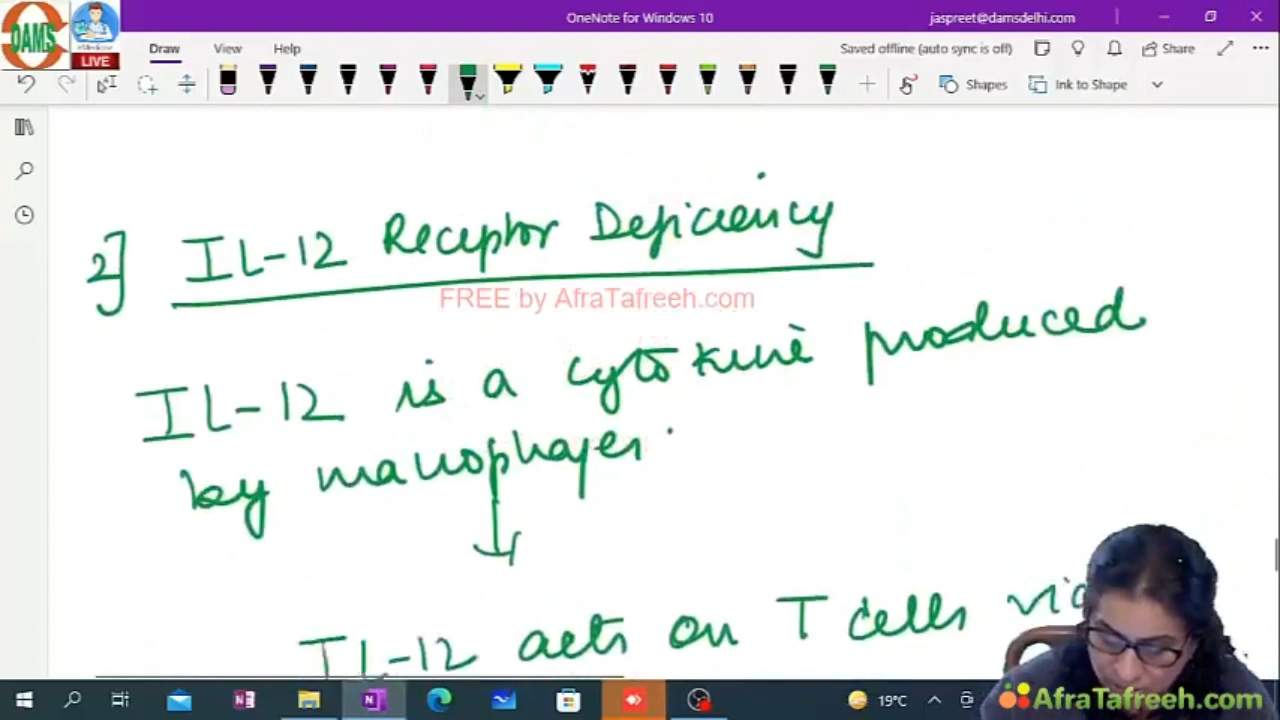 OneNote for Windows 10
jaspreet@damsdelhi.com
DAMS
LIVE
Draw View Help
Saved offline (auto sync is off)
Share
Shapes
Ink to Shape
2] IL-12 Receptor Deficiency
FREE by AfraTafreeh.com
IL-12 is a cytokine produced
by macrophages
IL-12 acts on T cells via
19°C
AfraTafreeh.com